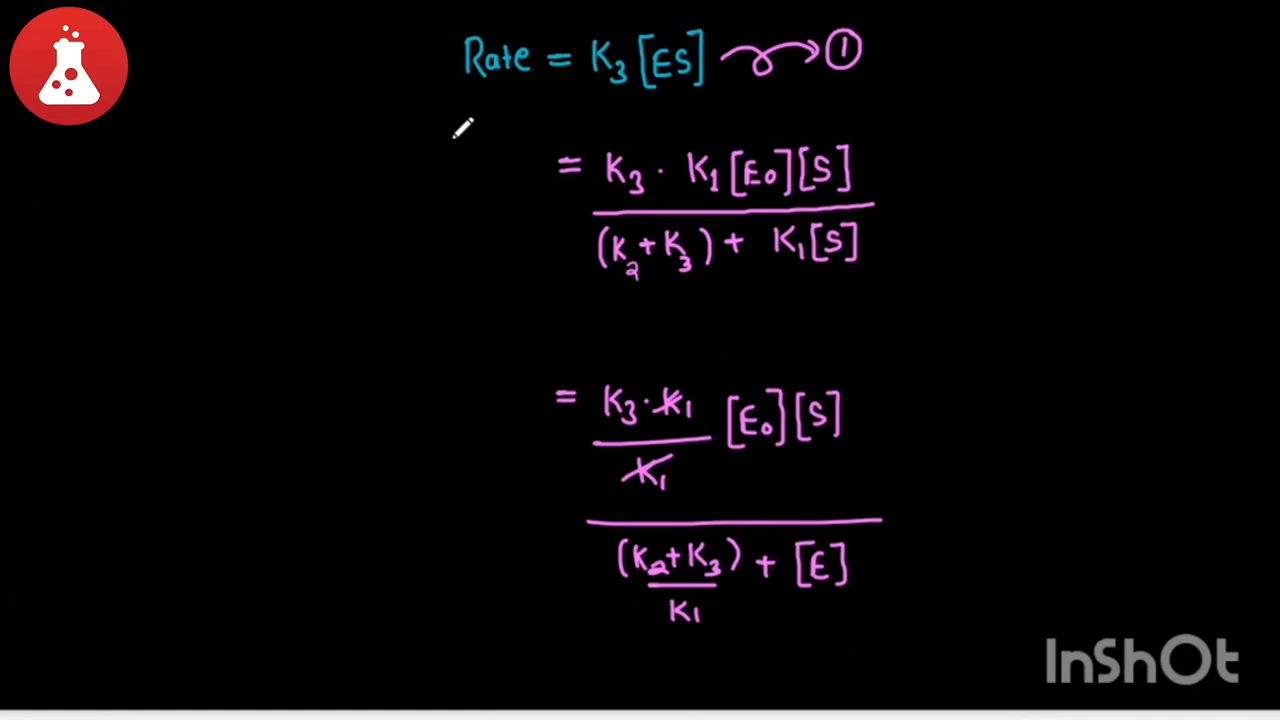 Rate = K₃[ES] → ①
= K₃ · K₁[E₀][S]
(K₂+K₃) + K₁[S]
= K₃·K₁ [E₀][S]
K₁
(K₂+K₃) + [E]
K₁
InShOt